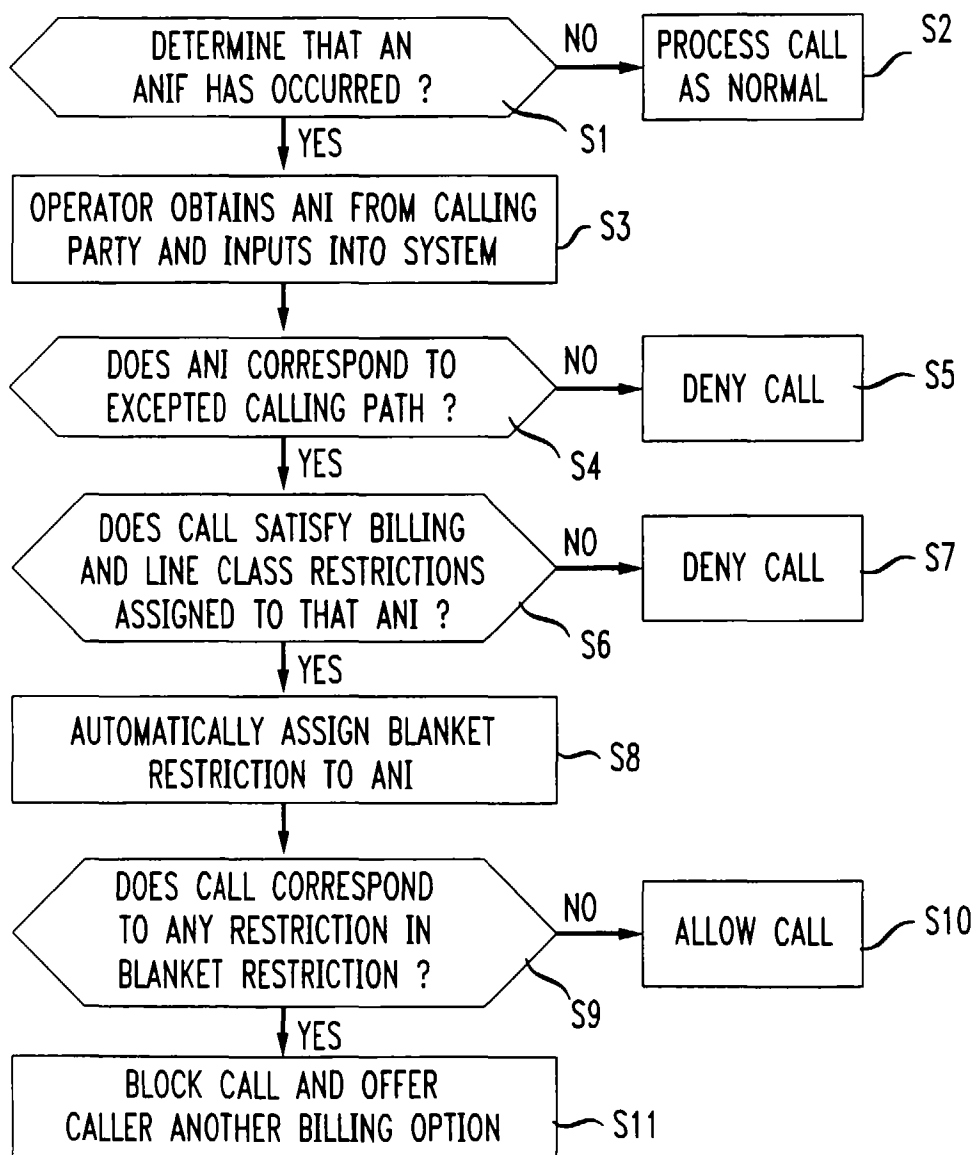 DETERMINE THAT AN
ANIF HAS OCCURRED ?
NO
PROCESS CALL
AS NORMAL
S2
S1
YES
OPERATOR OBTAINS ANI FROM CALLING
PARTY AND INPUTS INTO SYSTEM
S3
DOES ANI CORRESPOND TO
EXCEPTED CALLING PATH ?
NO
DENY CALL
S5
S4
YES
DOES CALL SATISFY BILLING
AND LINE CLASS RESTRICTIONS
ASSIGNED TO THAT ANI ?
NO
DENY CALL
S7
S6
YES
AUTOMATICALLY ASSIGN BLANKET
RESTRICTION TO ANI
S8
DOES CALL CORRESPOND
TO ANY RESTRICTION IN
BLANKET RESTRICTION ?
NO
ALLOW CALL
S10
S9
YES
BLOCK CALL AND OFFER
CALLER ANOTHER BILLING OPTION
S11